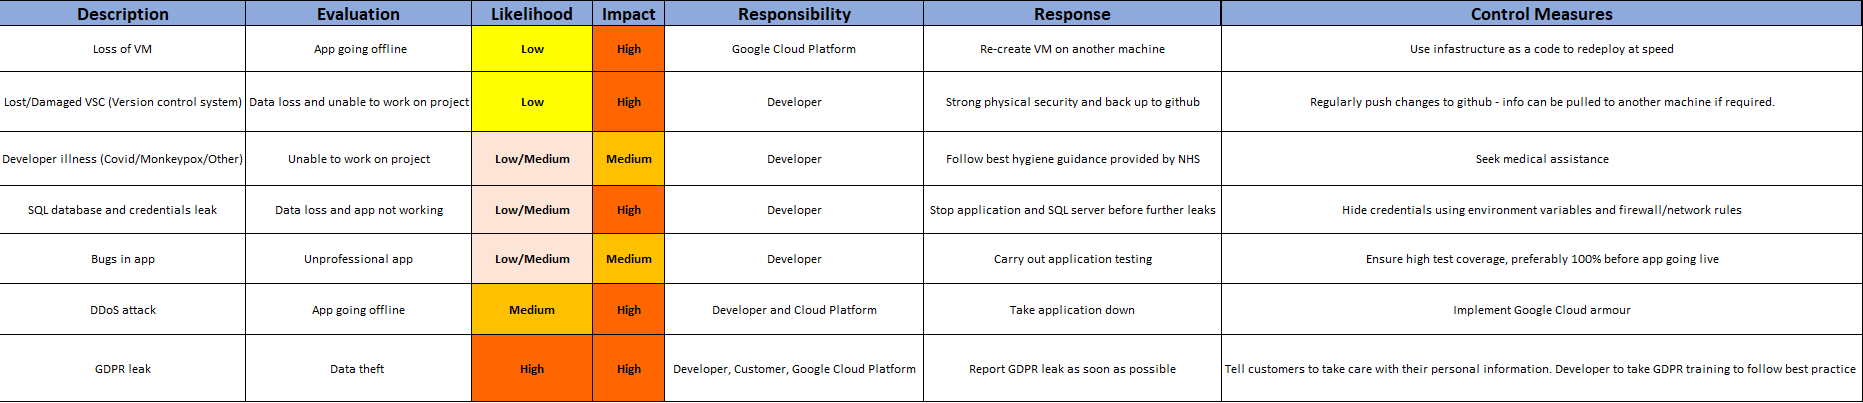 Description Evaluation Likelihood Impact Responsibility Response Control Measures
Loss of VM App going offline Low High Google Cloud Platform Re-create VM on another machine Use infastructure as a code to redeploy at speed
Lost/Damaged VSC (Version control system) Data loss and unable to work on project Low High Developer Strong physical security and back up to github Regularly push changes to github - info can be pulled to another machine if required.
Developer illness (Covid/Monkeypox/Other) Unable to work on project Low/Medium Medium Developer Follow best hygiene guidance provided by NHS Seek medical assistance
SQL database and credentials leak Data loss and app not working Low/Medium High Developer Stop application and SQL server before further leaks Hide credentials using environment variables and firewall/network rules
Bugs in app Unprofessional app Low/Medium Medium Developer Carry out application testing Ensure high test coverage, preferably 100% before app going live
DDoS attack App going offline Medium High Developer and Cloud Platform Take application down Implement Google Cloud armour
GDPR leak Data theft High High Developer, Customer, Google Cloud Platform Report GDPR leak as soon as possible Tell customers to take care with their personal information. Developer to take GDPR training to follow best practice